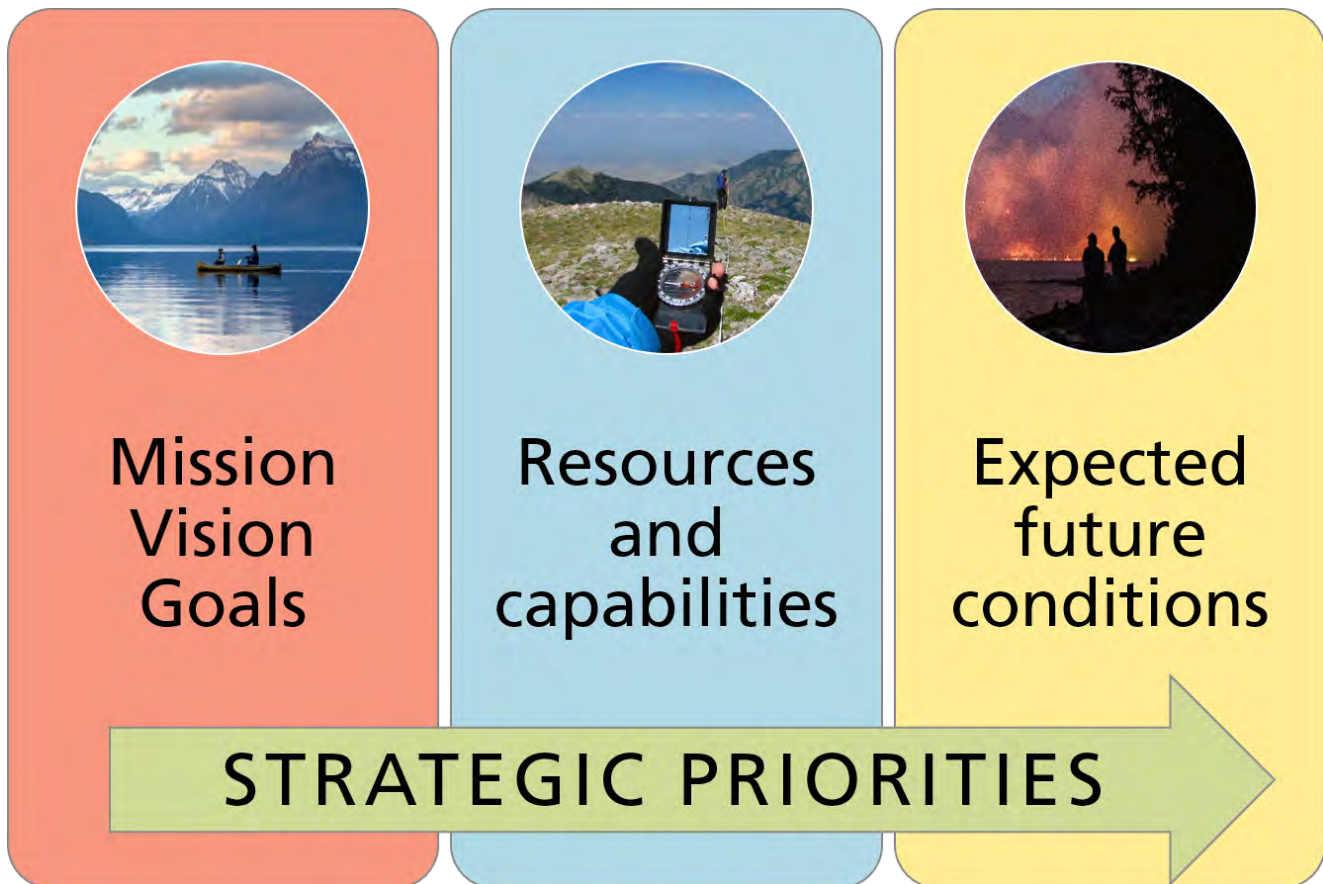 Mission
Vision
Goals
Resources
and
capabilities
Expected
future
conditions
STRATEGIC PRIORITIES